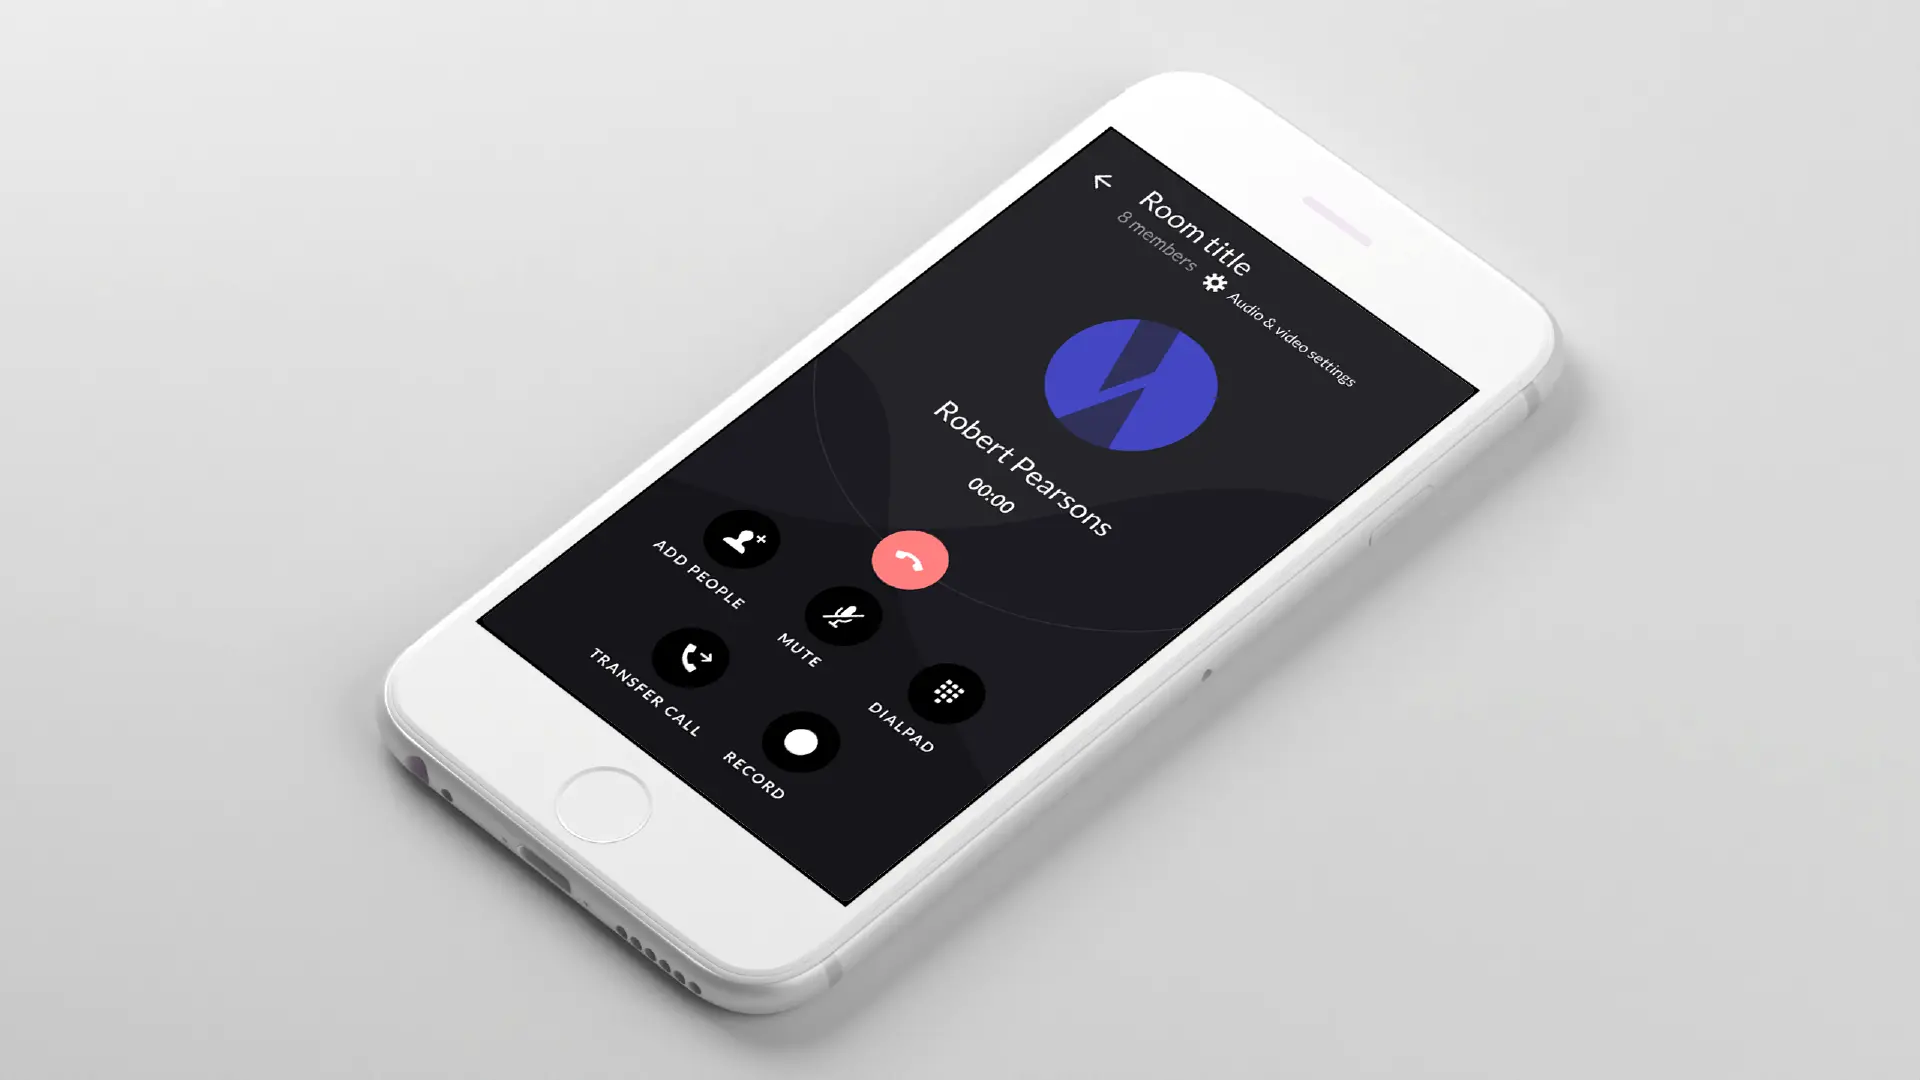 Room title
8 members
Audio & video settings
Robert Pearsons
00:00
ADD PEOPLE
MUTE
DIALPAD
TRANSFER CALL
RECORD